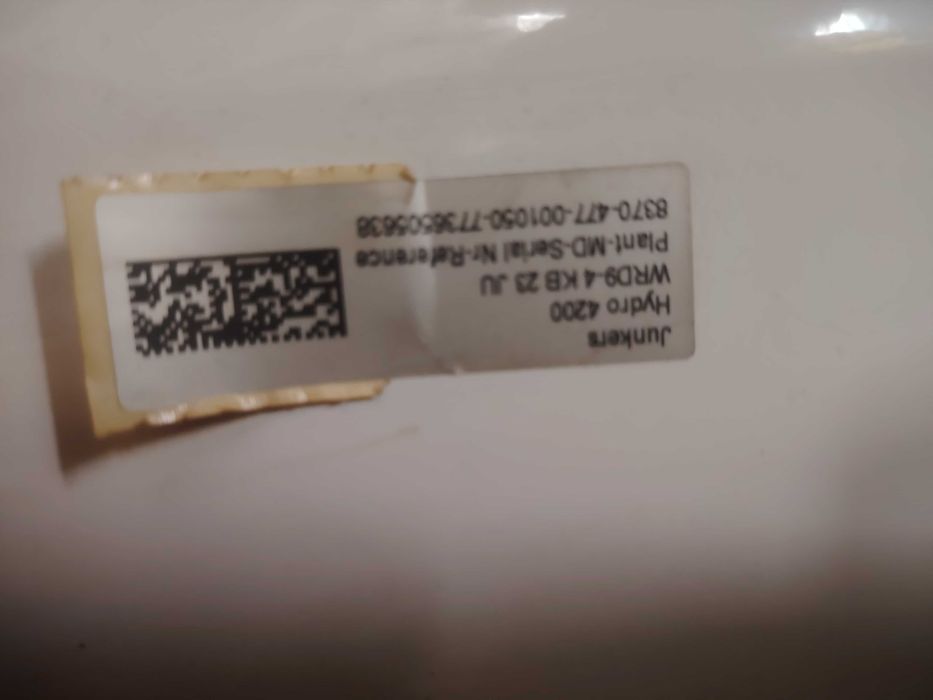 Junkers
Hydro 4200
WRD9-4 KB 23 JU
Plant-MD-Serial Nr-Reference
8370-477-001050-7736505638